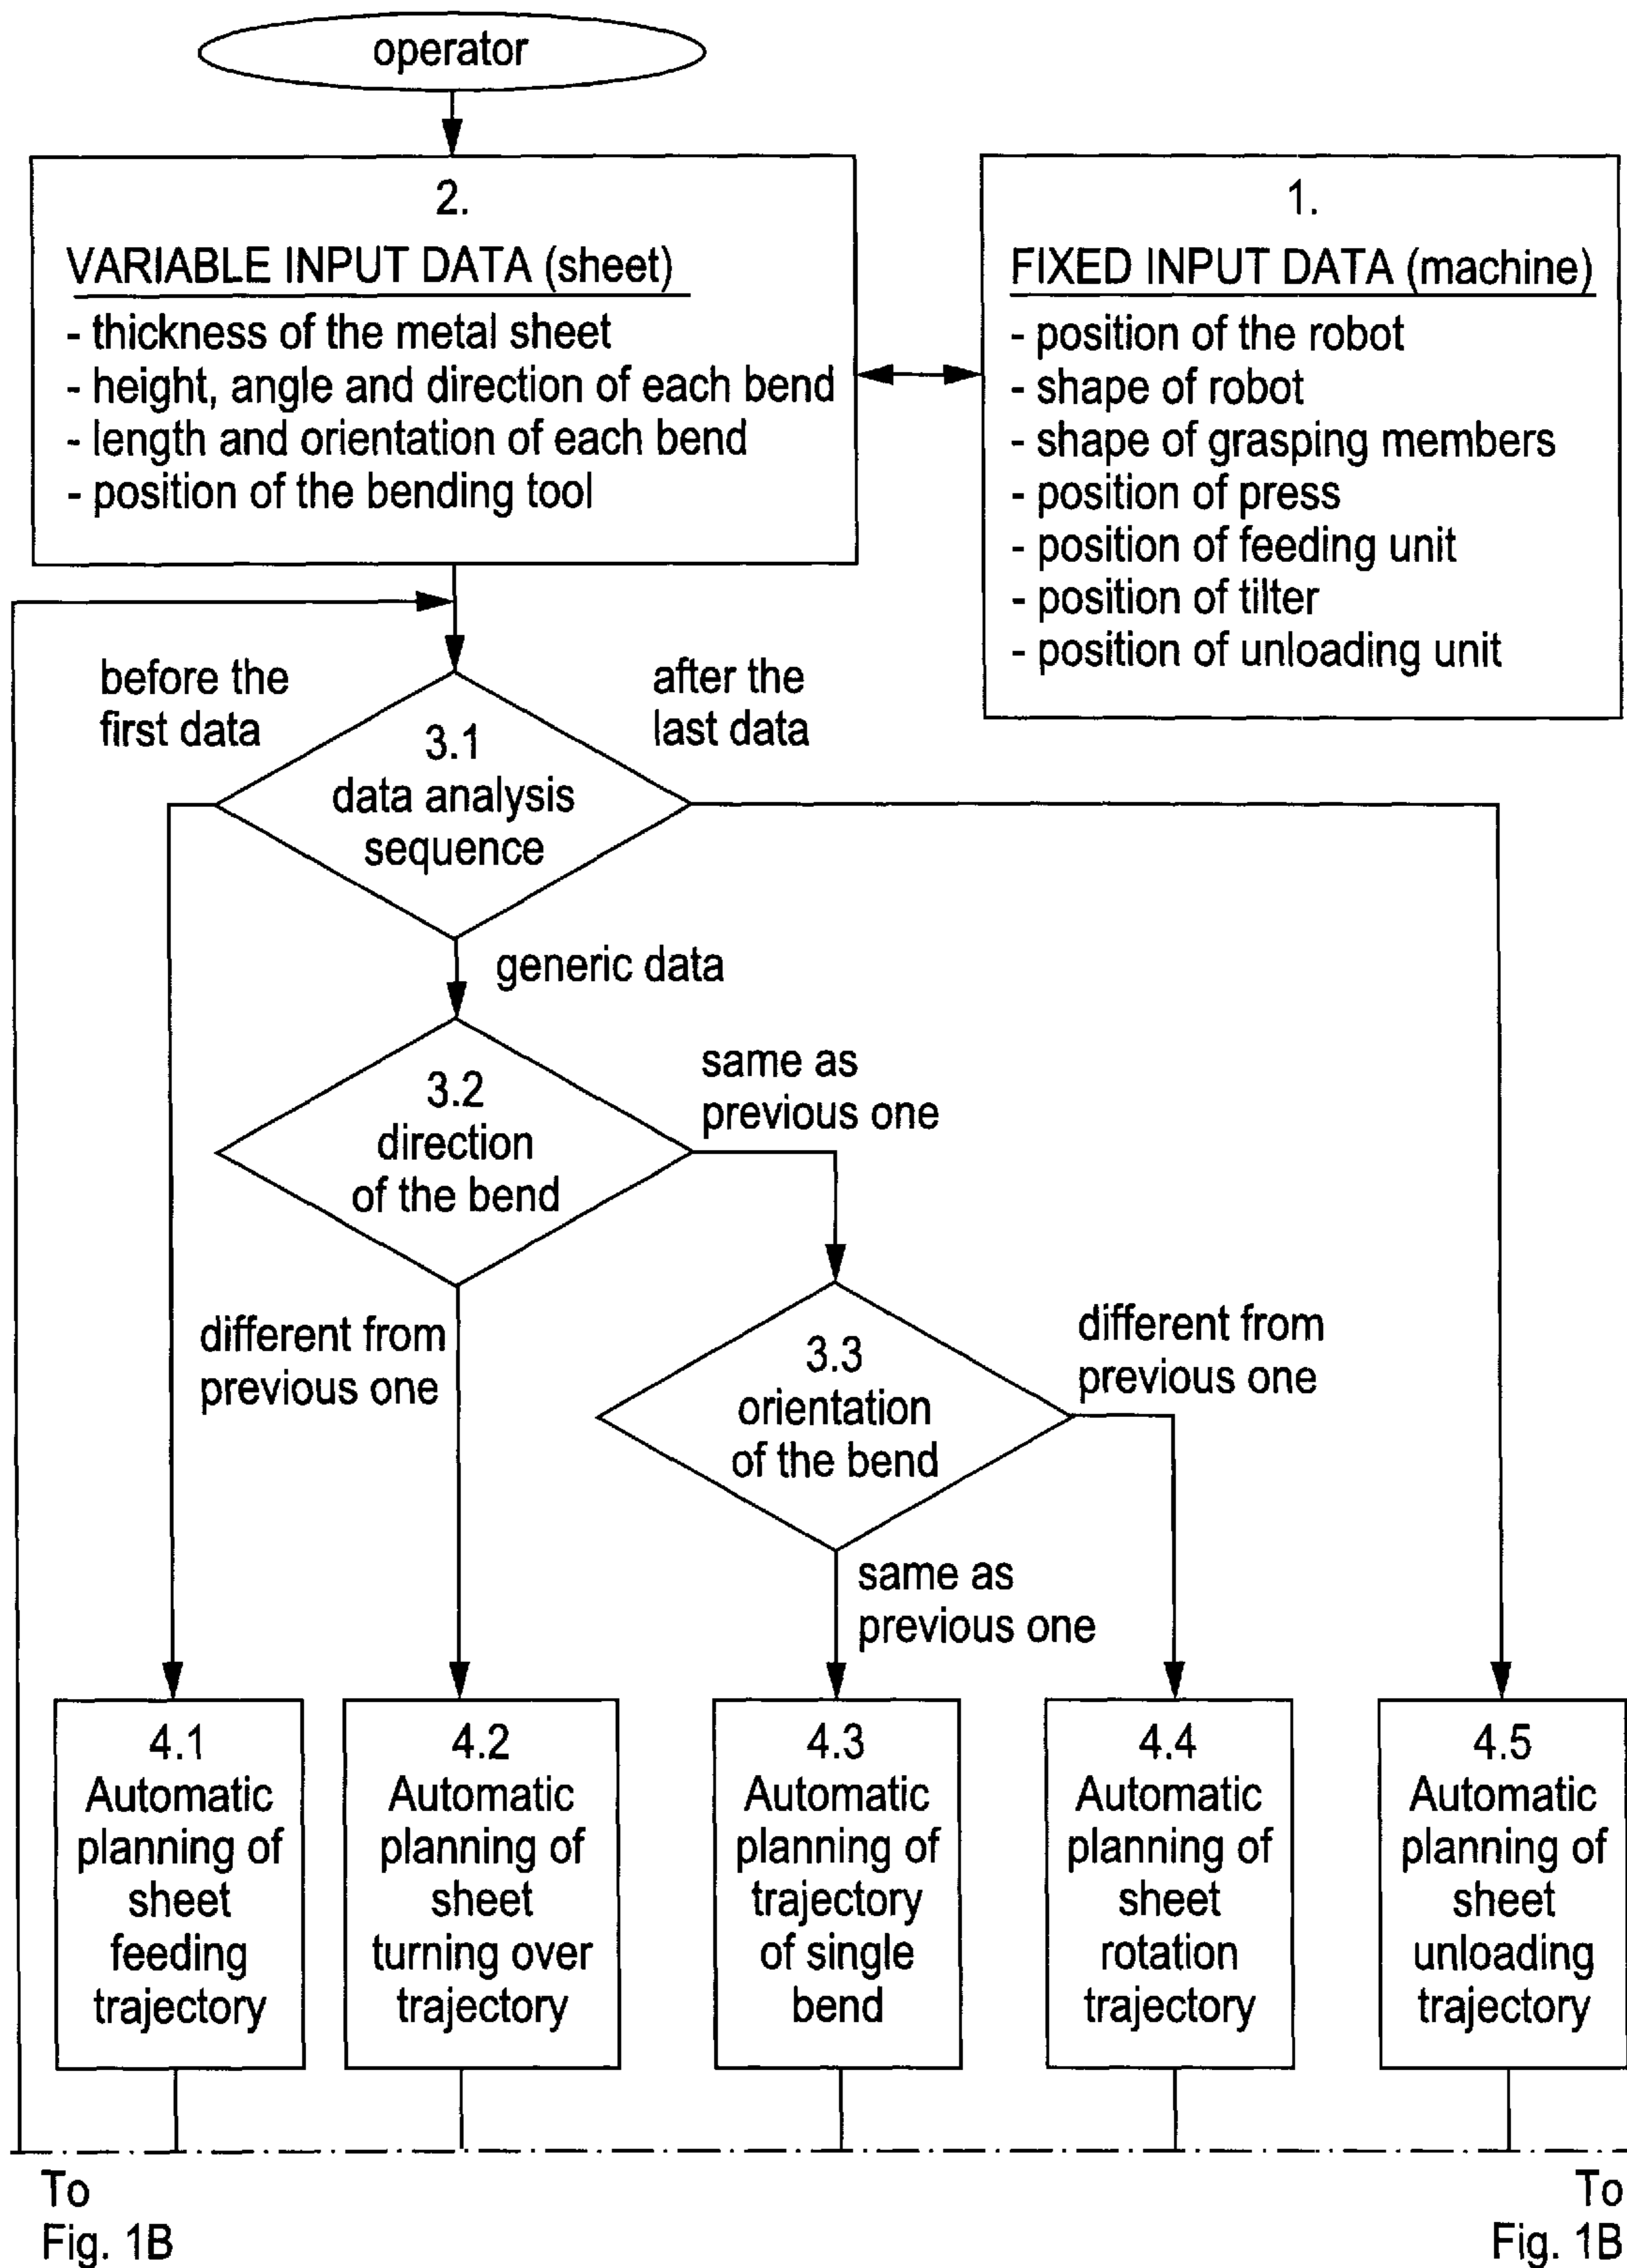 operator
2.
VARIABLE INPUT DATA (sheet)
- thickness of the metal sheet
- height, angle and direction of each bend
- length and orientation of each bend
- position of the bending tool
1.
FIXED INPUT DATA (machine)
- position of the robot
- shape of robot
- shape of grasping members
- position of press
- position of feeding unit
- position of tilter
- position of unloading unit
before the
first data
after the
last data
3.1
data analysis
sequence
generic data
3.2
direction
of the bend
same as
previous one
different from
previous one
3.3
orientation
of the bend
different from
previous one
same as
previous one
4.1
Automatic
planning of
sheet
feeding
trajectory
4.2
Automatic
planning of
sheet
turning over
trajectory
4.3
Automatic
planning of
trajectory
of single
bend
4.4
Automatic
planning of
sheet
rotation
trajectory
4.5
Automatic
planning of
sheet
unloading
trajectory
To
Fig. 1B
To
Fig. 1B